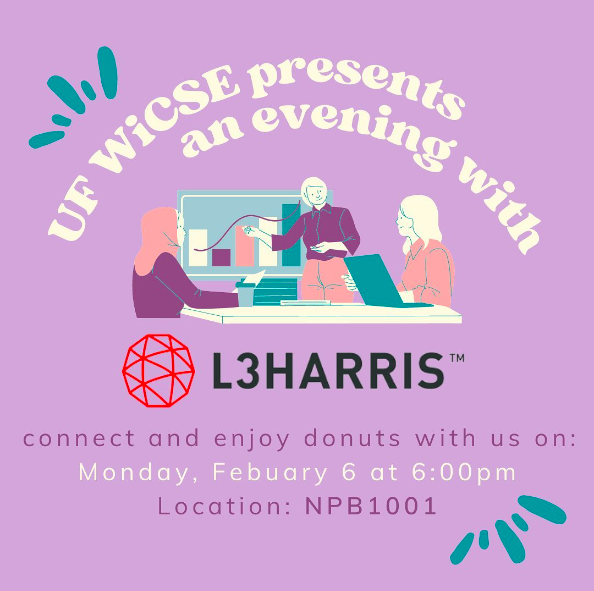 UF WiCSE presents
an evening with
L3HARRIS™
connect and enjoy donuts with us on:
Monday, Febuary 6 at 6:00pm
Location: NPB1001